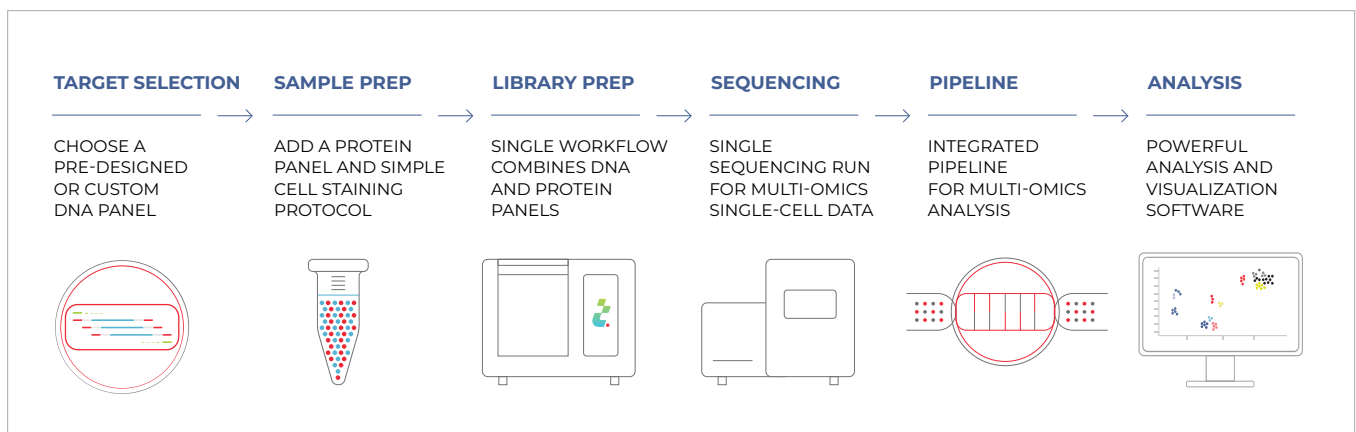 TARGET SELECTION
CHOOSE A
PRE-DESIGNED
OR CUSTOM
DNA PANEL
SAMPLE PREP
ADD A PROTEIN
PANEL AND SIMPLE
CELL STAINING
PROTOCOL
LIBRARY PREP
SINGLE WORKFLOW
COMBINES DNA
AND PROTEIN
PANELS
SEQUENCING
SINGLE
SEQUENCING RUN
FOR MULTI-OMICS
SINGLE-CELL DATA
PIPELINE
INTEGRATED
PIPELINE
FOR MULTI-OMICS
ANALYSIS
ANALYSIS
POWERFUL
ANALYSIS AND
VISUALIZATION
SOFTWARE